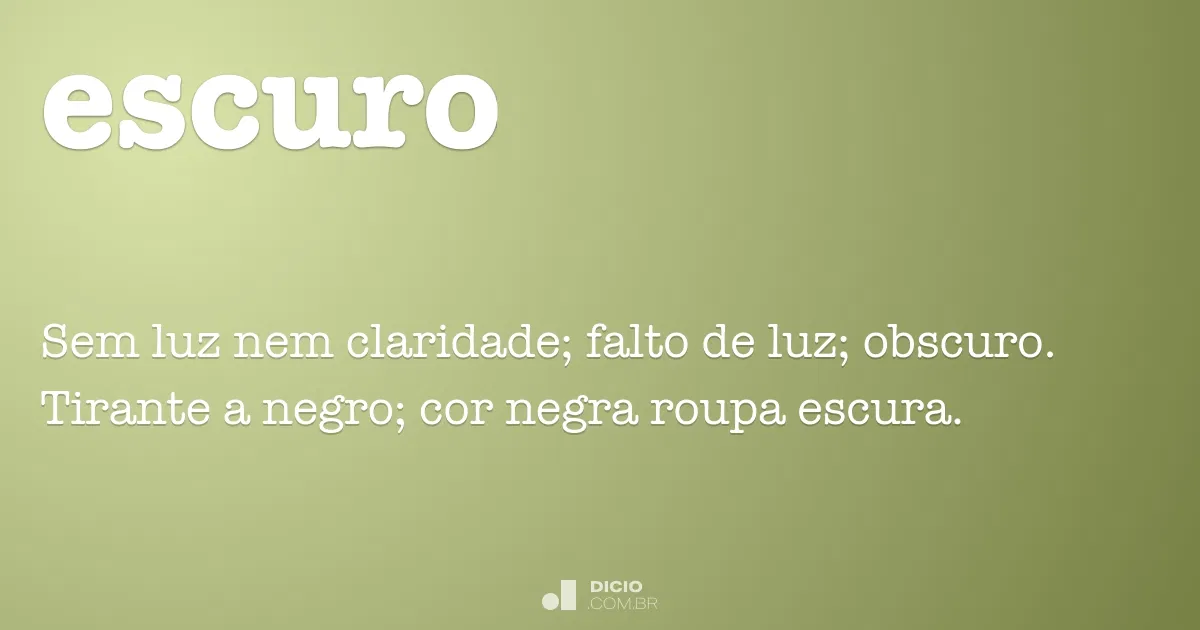 escuro
Sem luz nem claridade; falto de luz; obscuro.
Tirante a negro; cor negra roupa escura.
DICIO
.COM.BR